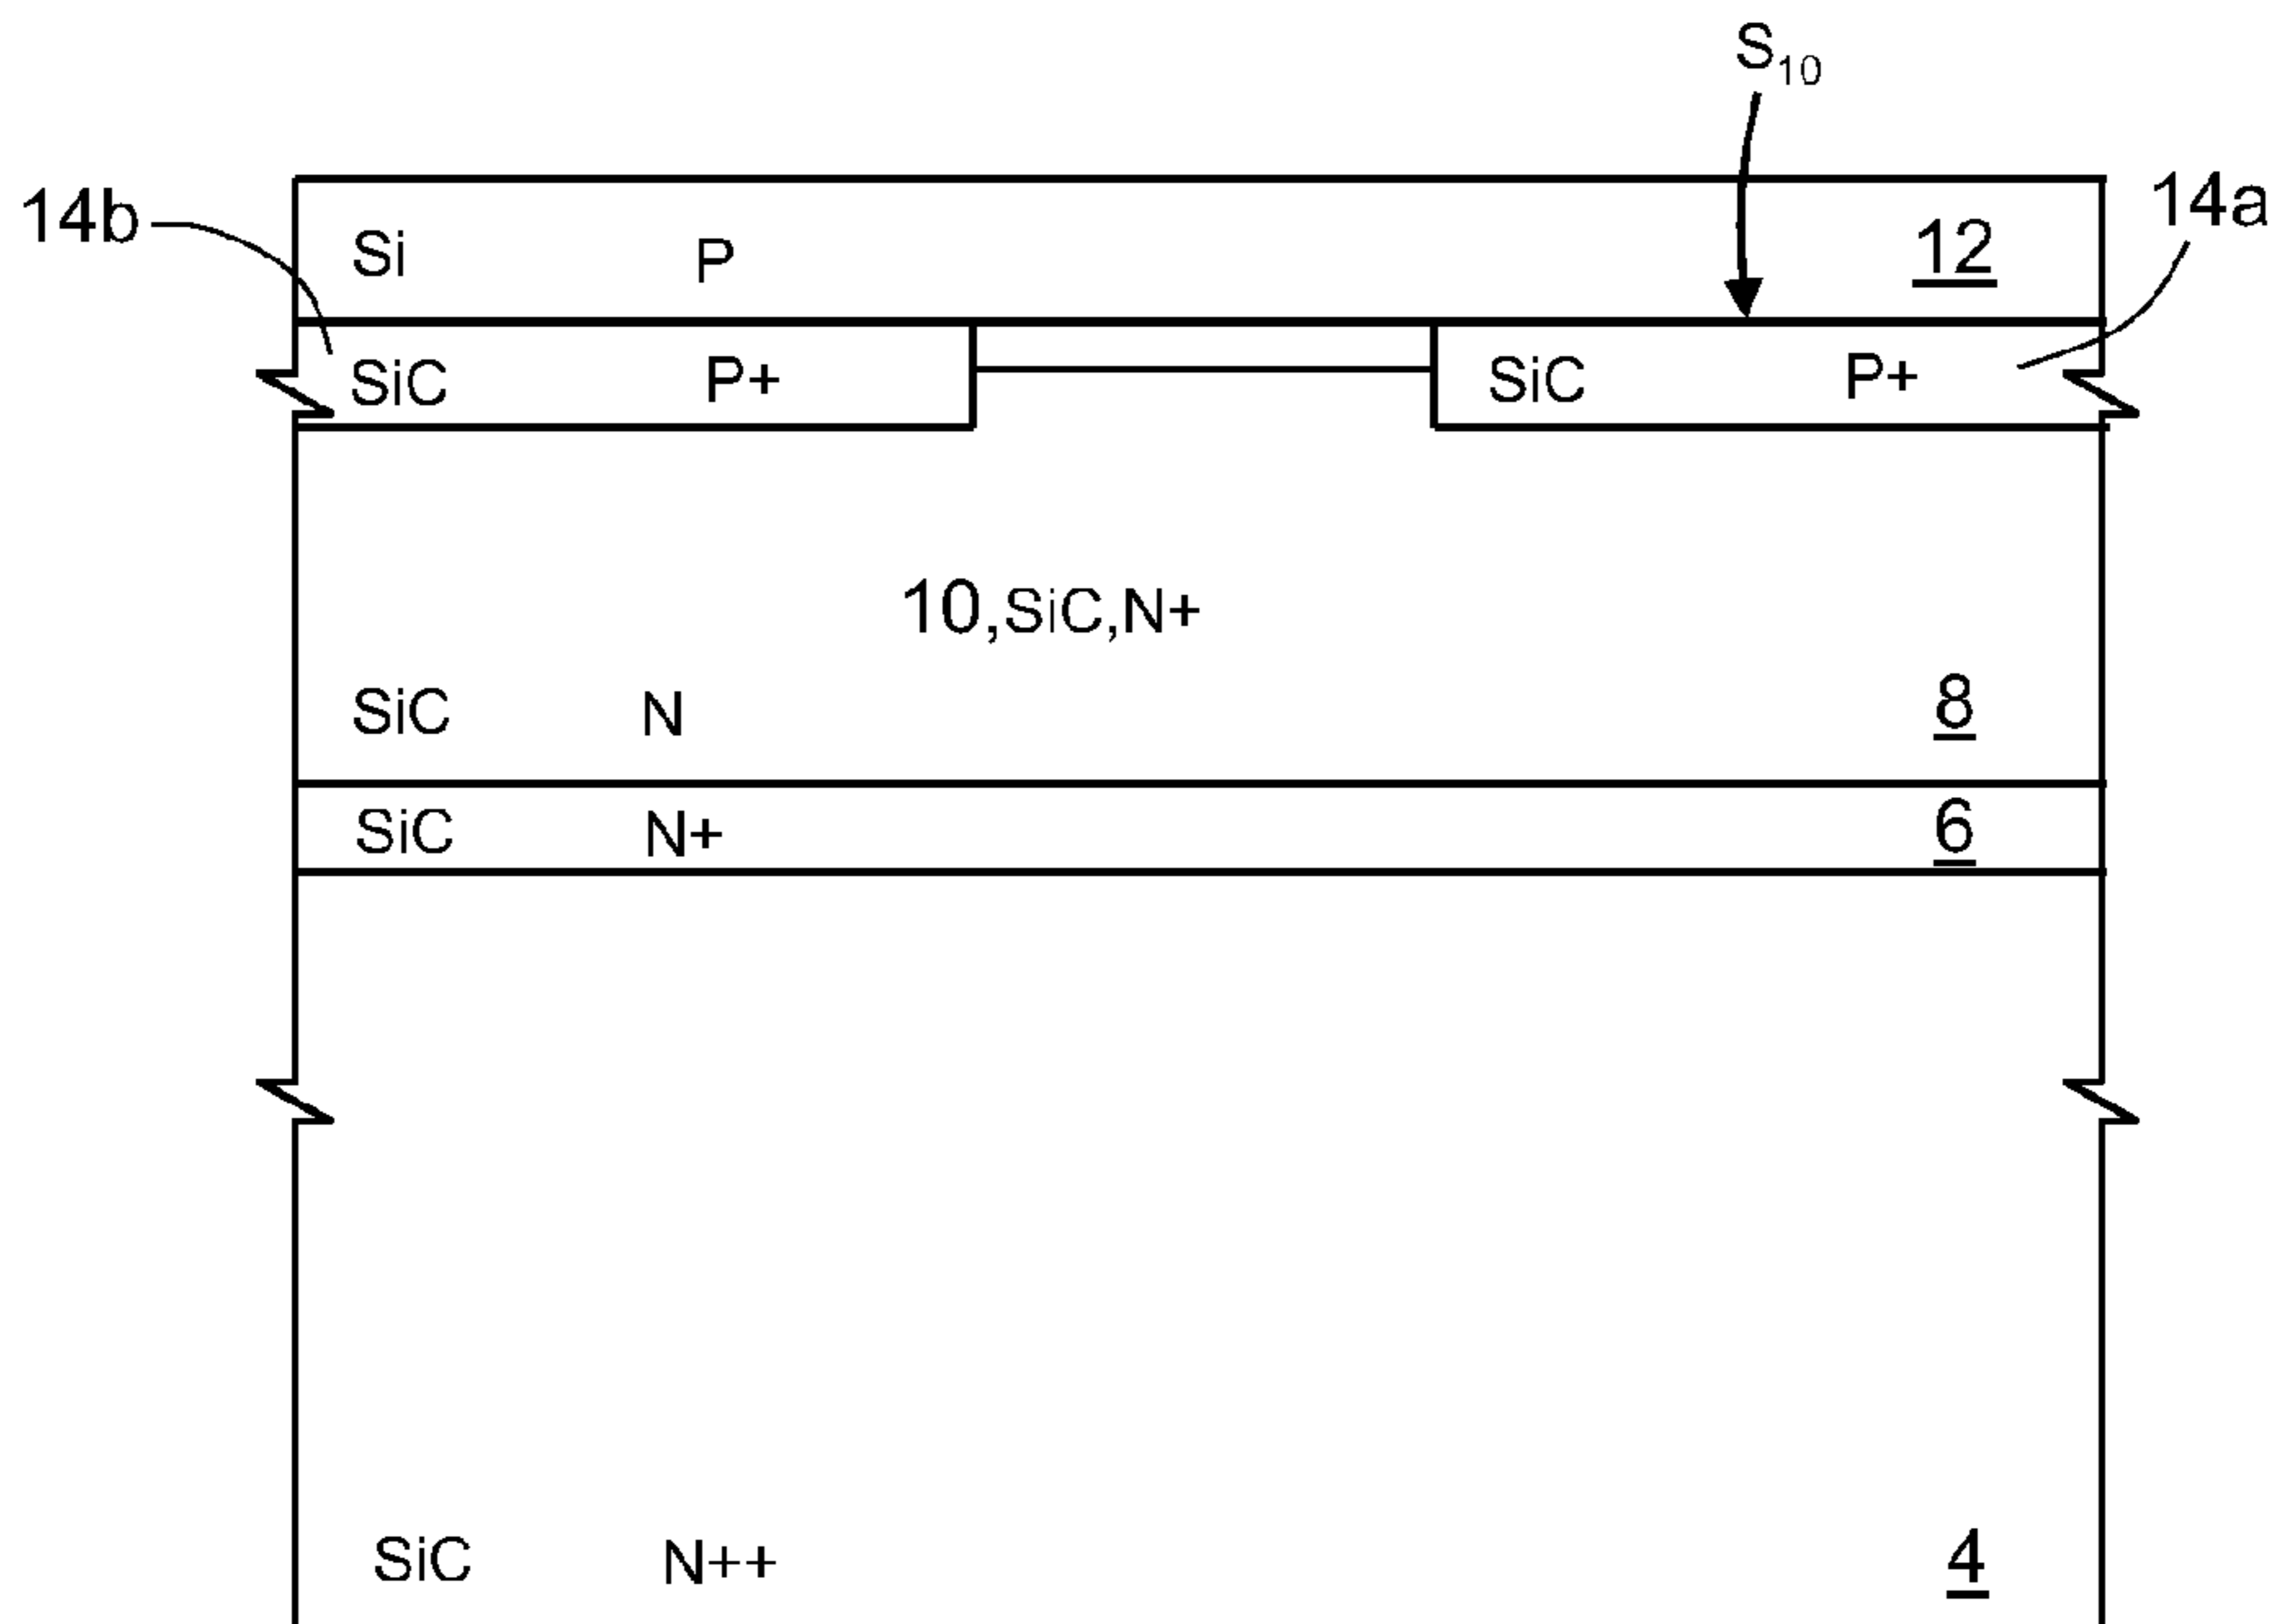 S10
14b
Si P 12
14a
SiC P+
SiC P+
10,SiC,N+
SiC N 8
SiC N+ 6
SiC N++ 4